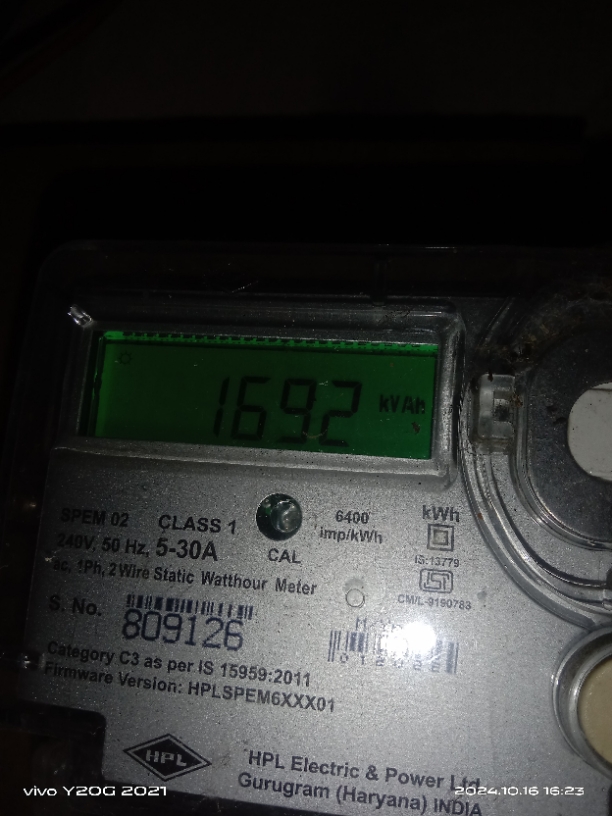 1692 kVAh
SPEM 02 CLASS 1
6400 imp/kWh
kWh
240V, 50 Hz, 5-30A
CAL
IS:13779
ac, 1Ph, 2Wire Static Watthour Meter
CM/L-9190783
S. No.
809126
Category C3 as per IS 15959:2011
Firmware Version: HPLSPEM6XXX01
HPL
HPL Electric & Power Ltd
Gurugram (Haryana) INDIA
vivo Y20G 2021
2024.10.16 16:23